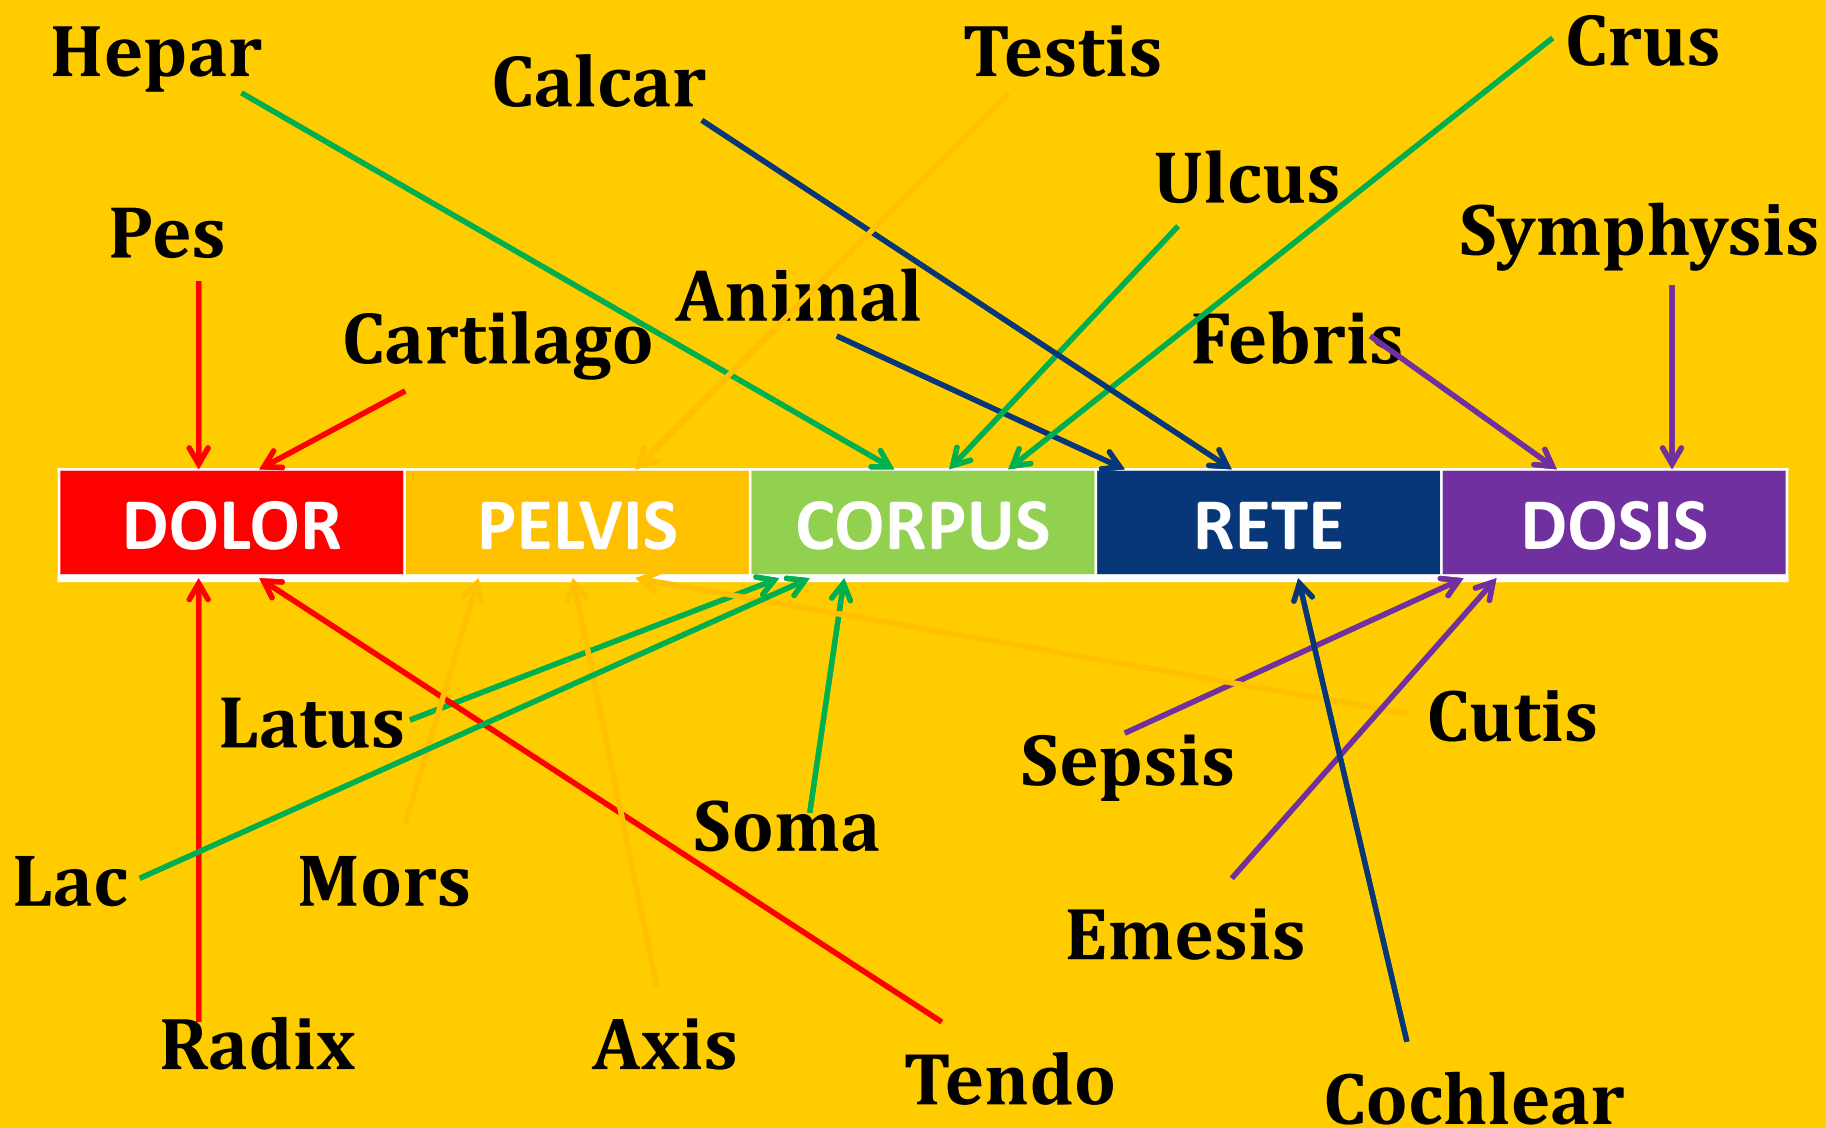 Hepar
Calcar
Testis
Crus
Pes
Ulcus
Symphysis
Cartilago
Animal
Febris
DOLOR
PELVIS
CORPUS
RETE
DOSIS
Latus
Sepsis
Cutis
Soma
Lac
Mors
Emesis
Radix
Axis
Tendo
Cochlear